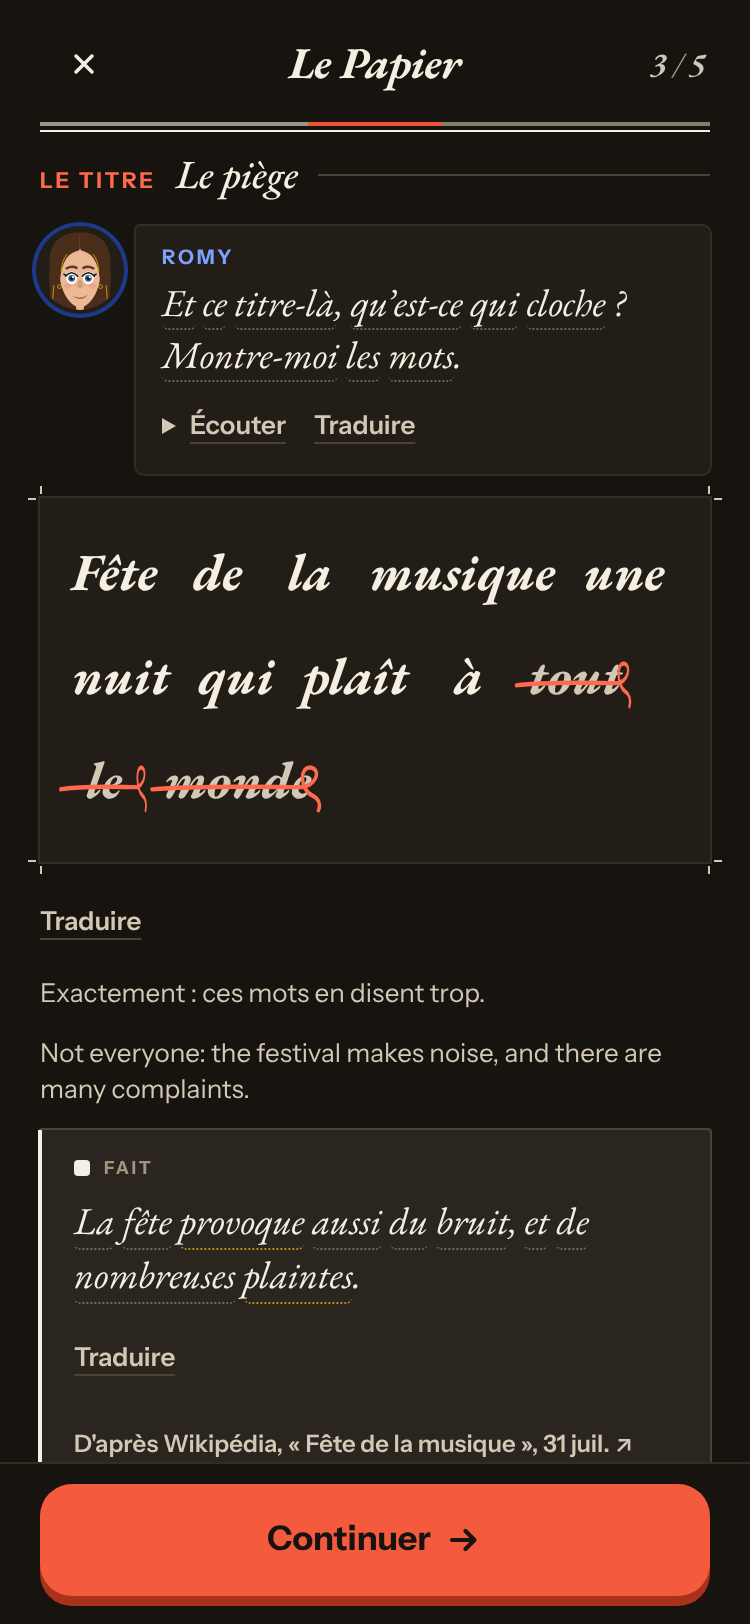 Le Papier
3 / 5
LE TITRE Le piège
ROMY
Et ce titre-là, qu’est-ce qui cloche ?
Montre-moi les mots.
Écouter Traduire
Fête de la musique une
nuit qui plaît à tout
le monde
Traduire
Exactement : ces mots en disent trop.
Not everyone: the festival makes noise, and there are
many complaints.
FAIT
La fête provoque aussi du bruit, et de
nombreuses plaintes.
Traduire
D'après Wikipédia, « Fête de la musique », 31 juil. ↗
Continuer →